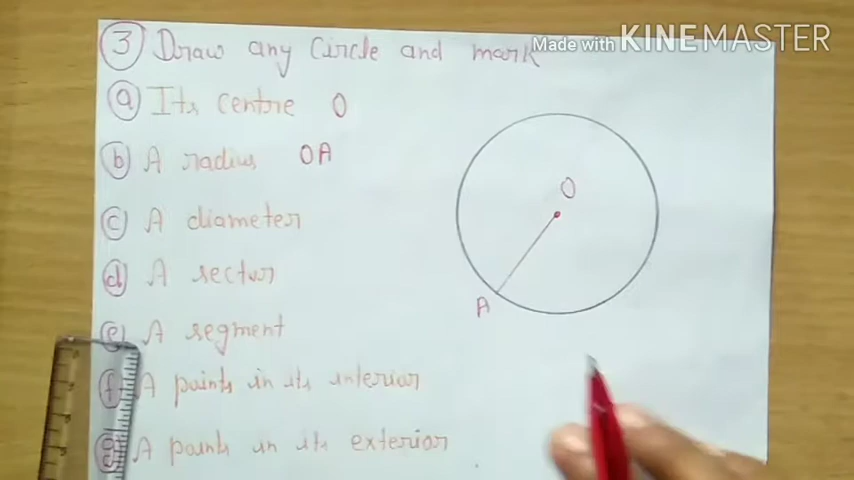 3 Draw any Circle and mark
Made with KINEMASTER
a Its centre O
b A radius OA
c A diameter
d A sector
e A segment
f A points in its interior
g A points in its exterior
O
A